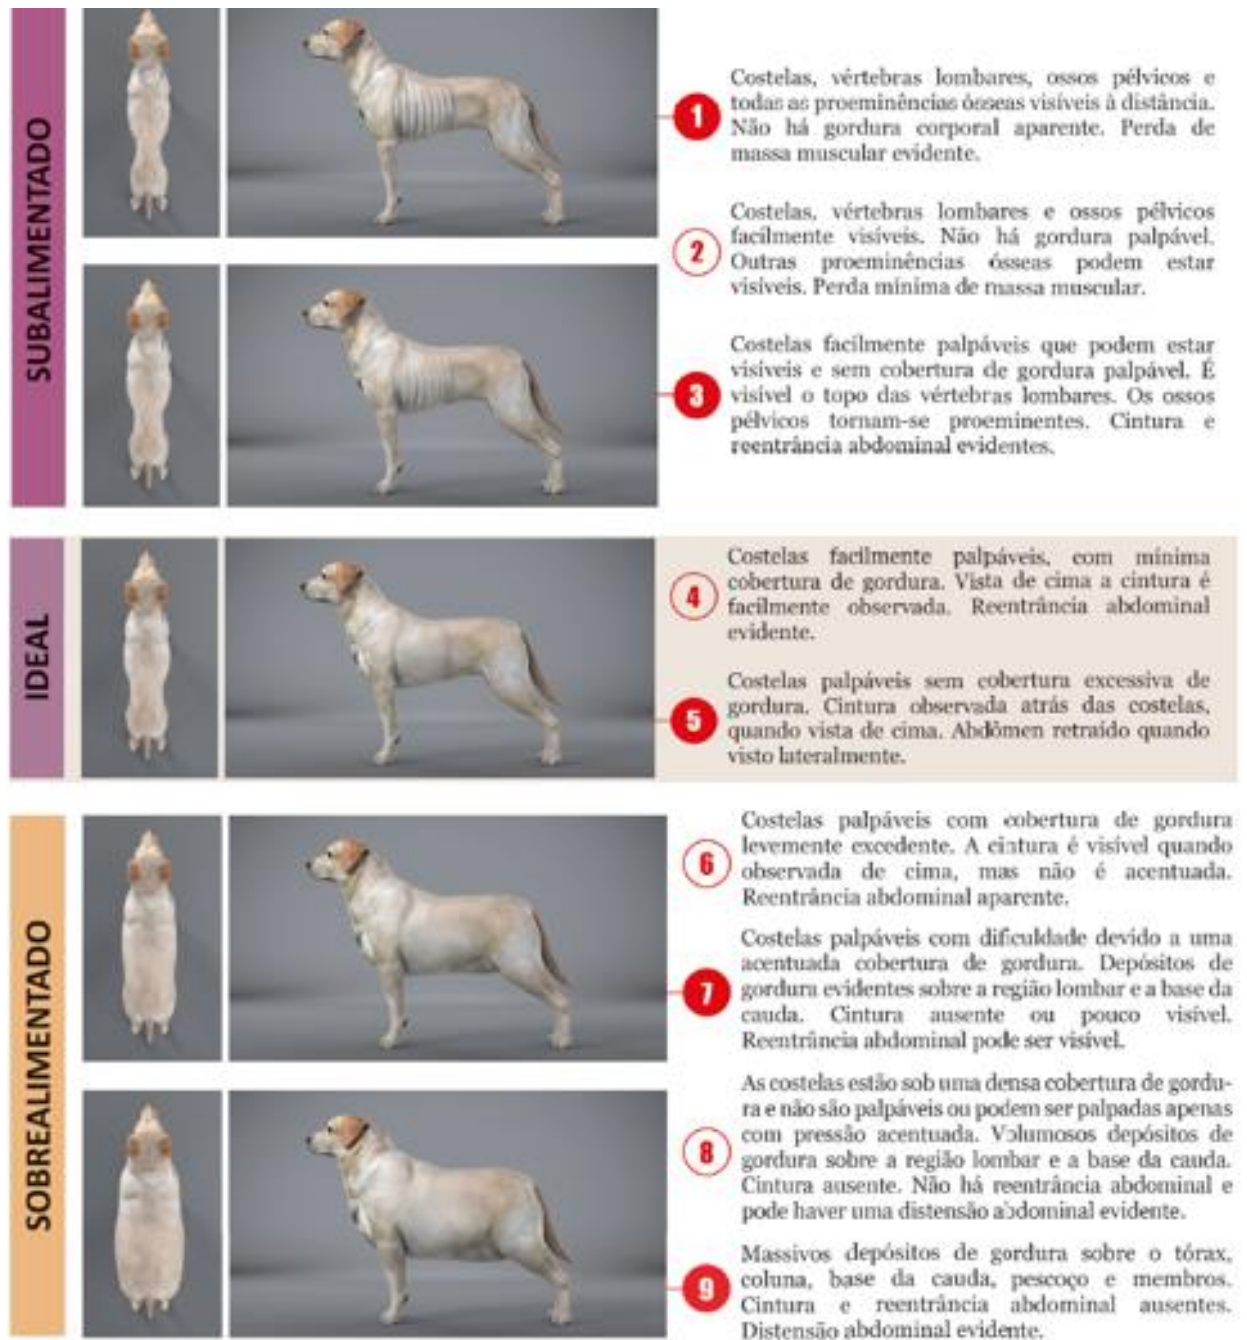 SUBALIMENTADO
1
Costelas, vértebras lombares, ossos pélvicos e
todas as proeminências ósseas visíveis à distância.
Não há gordura corporal aparente. Perda de
massa muscular evidente.
2
Costelas, vértebras lombares e ossos pélvicos
facilmente visíveis. Não há gordura palpável.
Outras proeminências ósseas podem estar
visíveis. Perda mínima de massa muscular.
3
Costelas facilmente palpáveis que podem estar
visíveis e sem cobertura de gordura palpável. É
visível o topo das vértebras lombares. Os ossos
pélvicos tornam-se proeminentes. Cintura e
reentrância abdominal evidentes.
IDEAL
4
Costelas facilmente palpáveis, com mínima
cobertura de gordura. Vista de cima a cintura é
facilmente observada. Reentrância abdominal
evidente.
5
Costelas palpáveis sem cobertura excessiva de
gordura. Cintura observada atrás das costelas,
quando vista de cima. Abdômen retraído quando
visto lateralmente.
SOBREALIMENTADO
6
Costelas palpáveis com cobertura de gordura
levemente excedente. A cintura é visível quando
observada de cima, mas não é acentuada.
Reentrância abdominal aparente.
7
Costelas palpáveis com dificuldade devido a uma
acentuada cobertura de gordura. Depósitos de
gordura evidentes sobre a região lombar e a base da
cauda. Cintura ausente ou pouco visível.
Reentrância abdominal pode ser visível.
8
As costelas estão sob uma densa cobertura de gordu-
ra e não são palpáveis ou podem ser palpadas apenas
com pressão acentuada. Volumosos depósitos de
gordura sobre a região lombar e a base da cauda.
Cintura ausente. Não há reentrância abdominal e
pode haver uma distensão abdominal evidente.
9
Massivos depósitos de gordura sobre o tórax,
coluna, base da cauda, pescoço e membros.
Cintura e reentrância abdominal ausentes.
Distensão abdominal evidente.